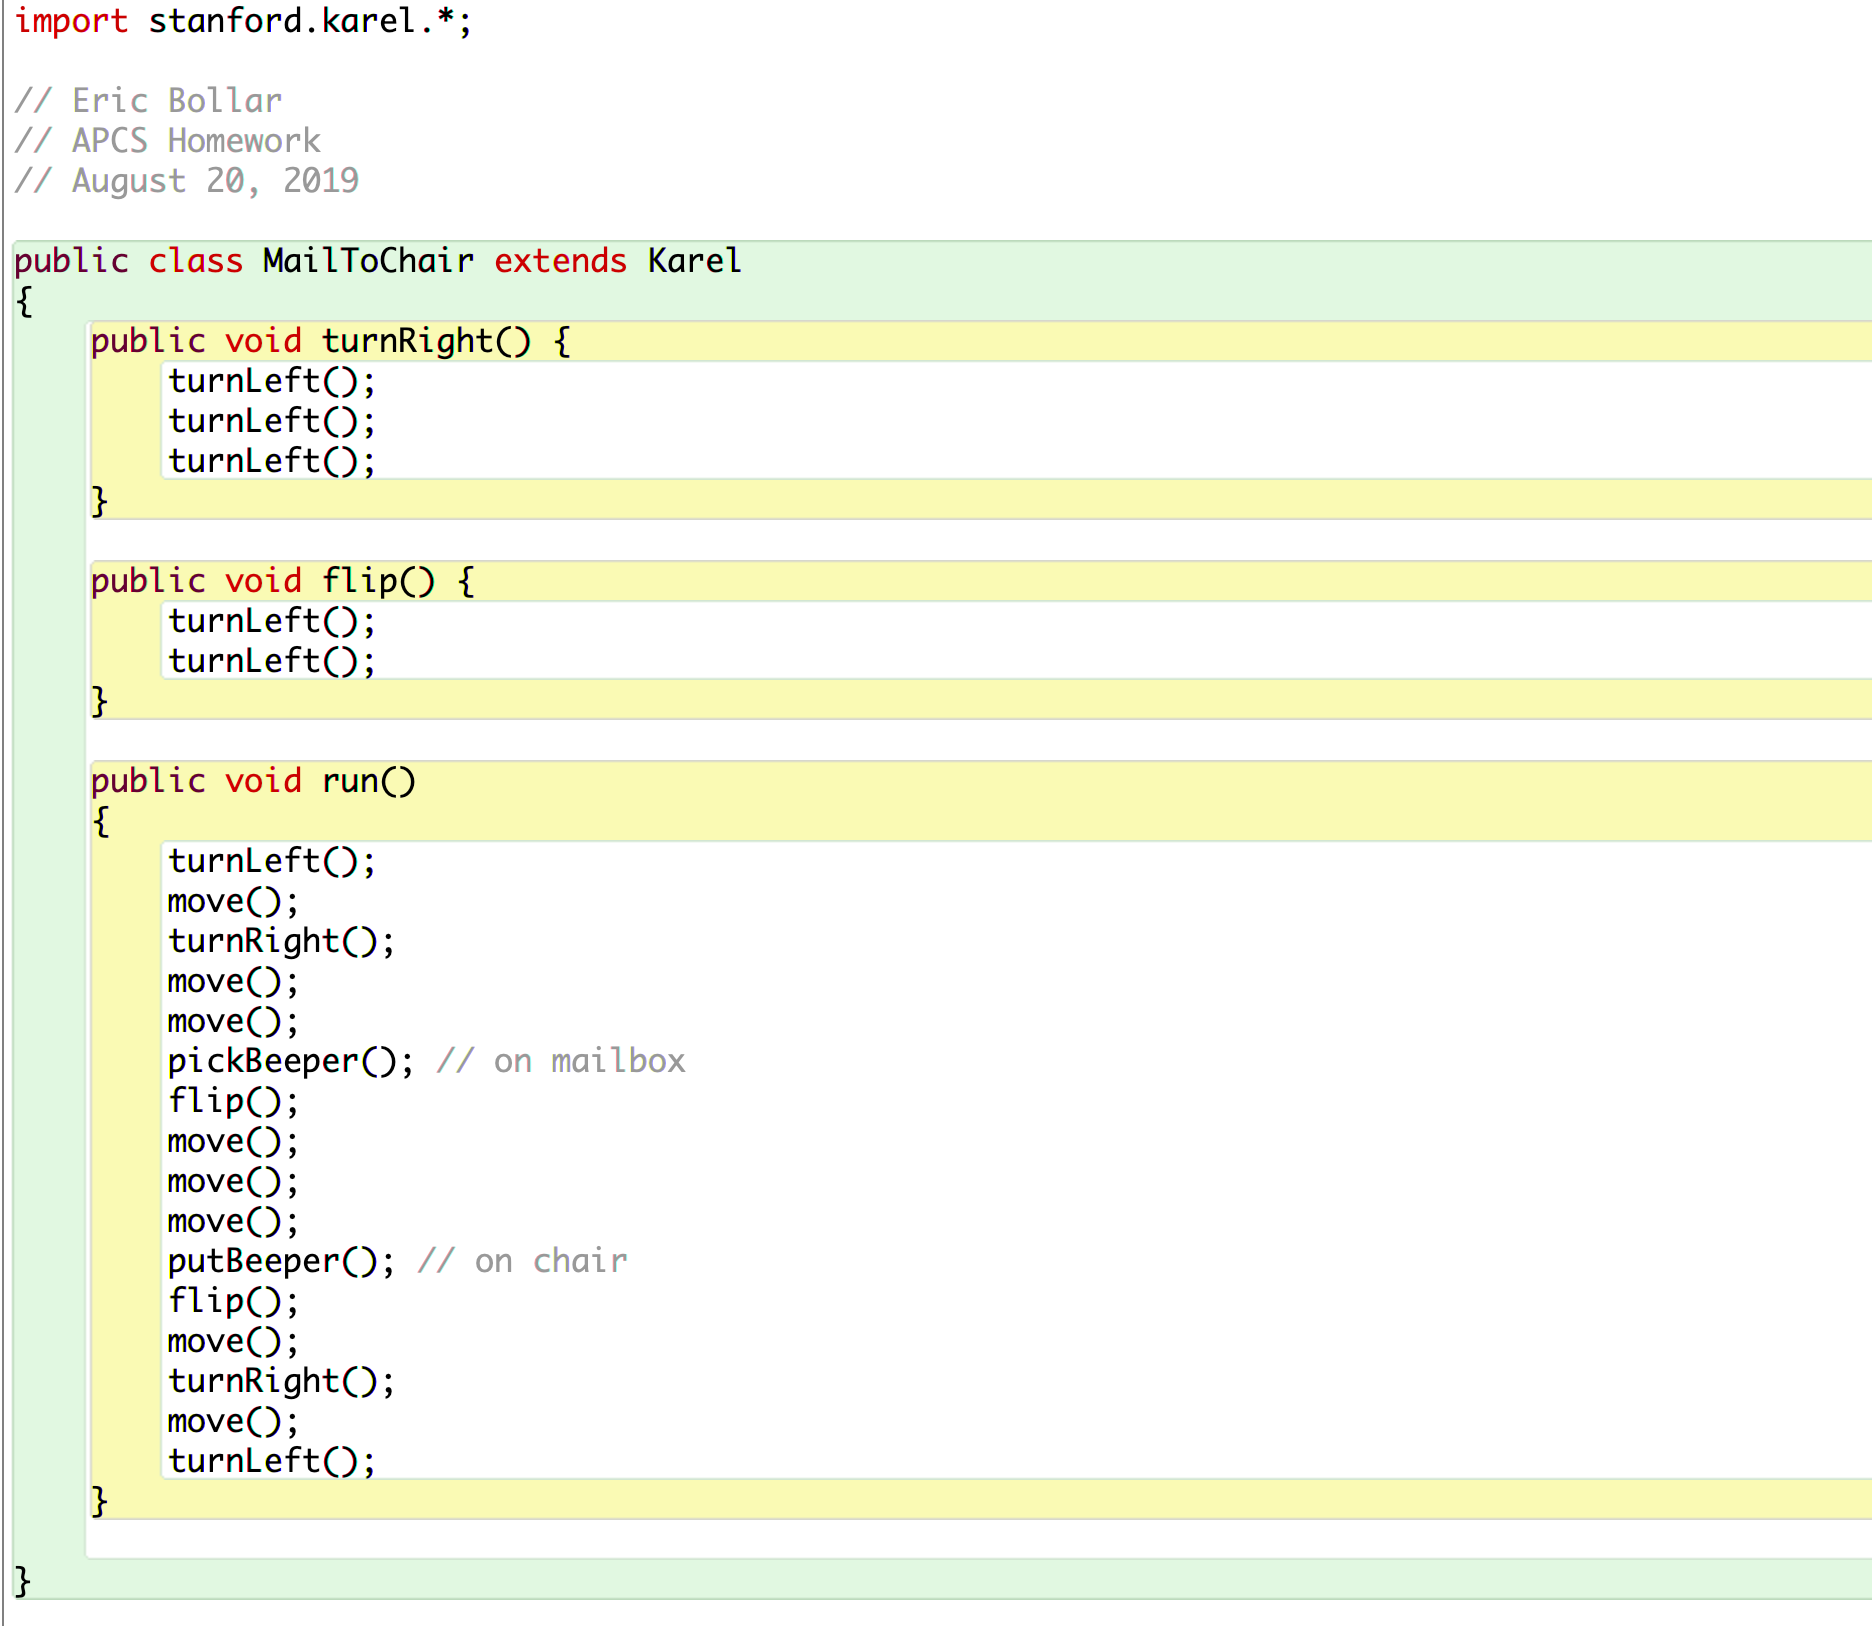 import stanford.karel.*;
// Eric Bollar
// APCS Homework
// August 20, 2019
public class MailToChair extends Karel
{
public void turnRight() {
turnLeft();
turnLeft();
turnLeft();
}
public void flip() {
turnLeft();
turnLeft();
}
public void run()
{
turnLeft();
move();
turnRight();
move();
move();
pickBeeper(); // on mailbox
flip();
move();
move();
move();
putBeeper(); // on chair
flip();
move();
turnRight();
move();
turnLeft();
}
}